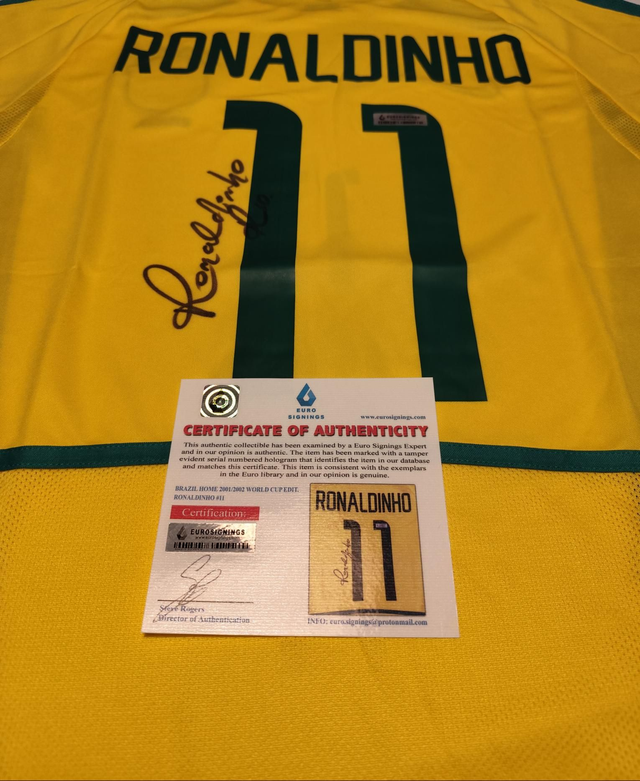 RONALDINHO
11
Ronaldinho
EURO
SIGNINGS
www.eurosignings.com
CERTIFICATE OF AUTHENTICITY
This authentic collectible has been examined by a Euro Signings Expert
and in our opinion is authentic. The item has been marked with a tamper
evident serial numbered hologram that identifies the item in our database
and matches this certificate. This item is consistent with the exemplars
in the Euro library and in our opinion is genuine.
BRAZIL HOME 2001/2002 WORLD CUP EDIT.
RONALDINHO #11
Certification:
EUROSIGNINGS
Steve Rogers
Director of Authentication
RONALDINHO
11
Ronaldinho
INFO: eurosignings@protonmail.com